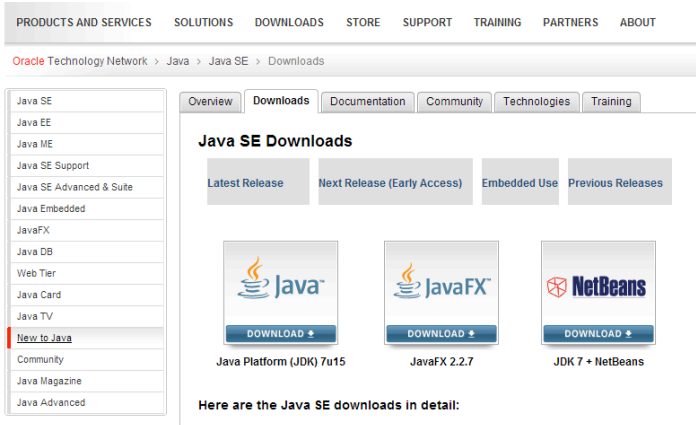 PRODUCTS AND SERVICES SOLUTIONS DOWNLOADS STORE SUPPORT TRAINING PARTNERS ABOUT
Oracle Technology Network > Java > Java SE > Downloads
Java SE
Java EE
Java ME
Java SE Support
Java SE Advanced & Suite
Java Embedded
JavaFX
Java DB
Web Tier
Java Card
Java TV
New to Java
Community
Java Magazine
Java Advanced
Overview Downloads Documentation Community Technologies Training
Java SE Downloads
Latest Release Next Release (Early Access) Embedded Use Previous Releases
Java™ JavaFX™ NetBeans
DOWNLOAD DOWNLOAD DOWNLOAD
Java Platform (JDK) 7u15 JavaFX 2.2.7 JDK 7 + NetBeans
Here are the Java SE downloads in detail: